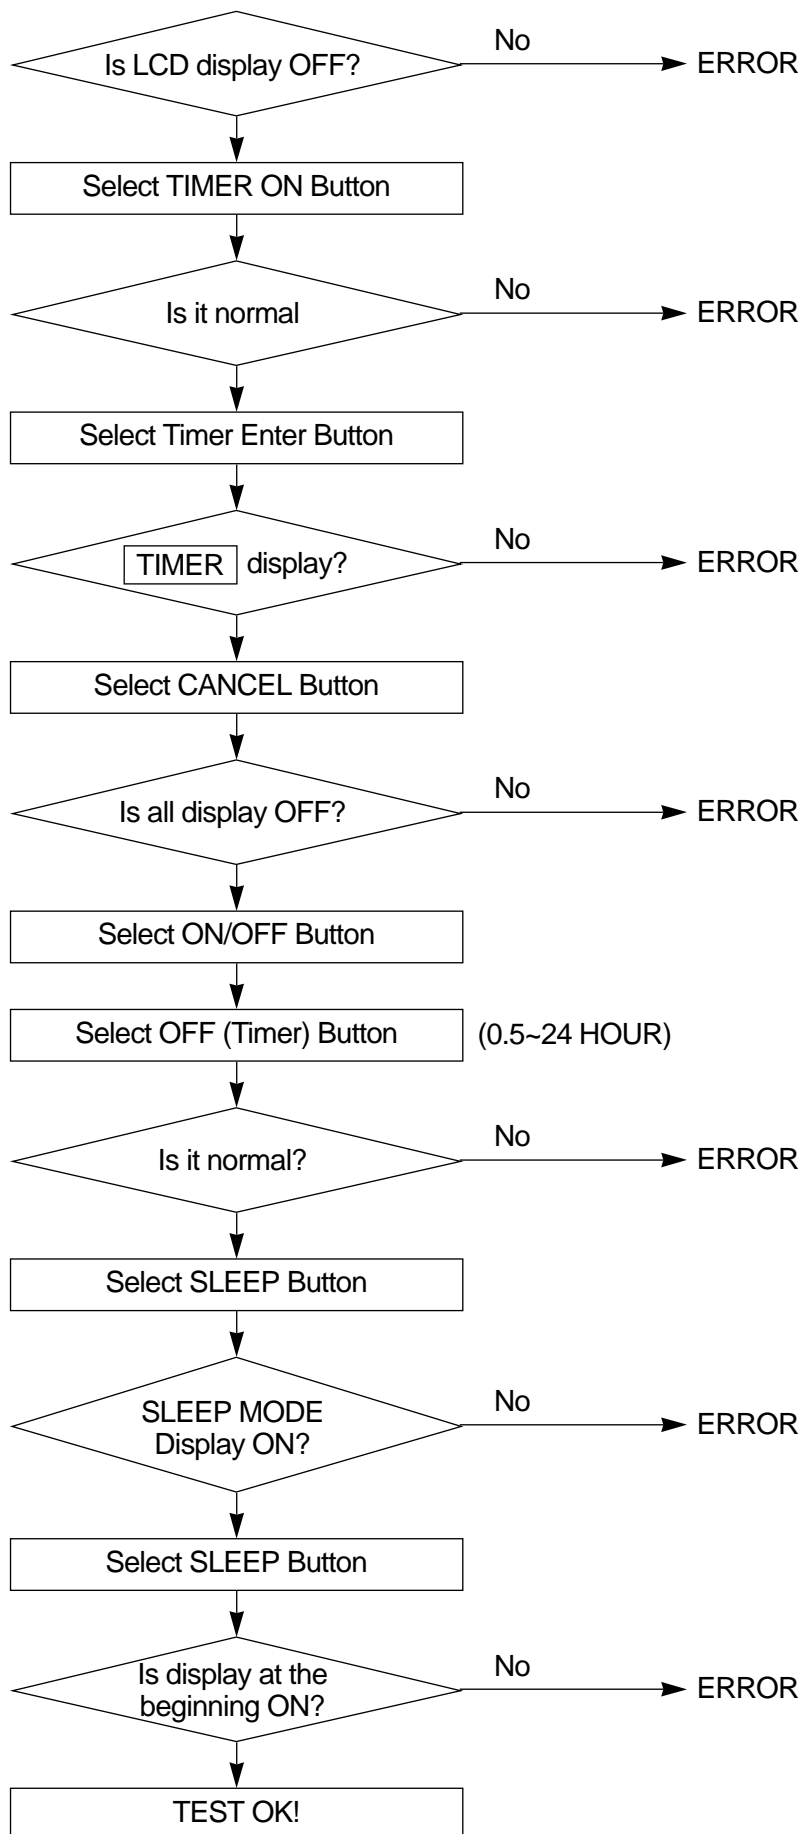 Is LCD display OFF?
No
ERROR
Select TIMER ON Button
Is it normal
No
ERROR
Select Timer Enter Button
TIMER display?
No
ERROR
Select CANCEL Button
Is all display OFF?
No
ERROR
Select ON/OFF Button
Select OFF (Timer) Button
(0.5~24 HOUR)
Is it normal?
No
ERROR
Select SLEEP Button
SLEEP MODE
Display ON?
No
ERROR
Select SLEEP Button
Is display at the
beginning ON?
No
ERROR
TEST OK!